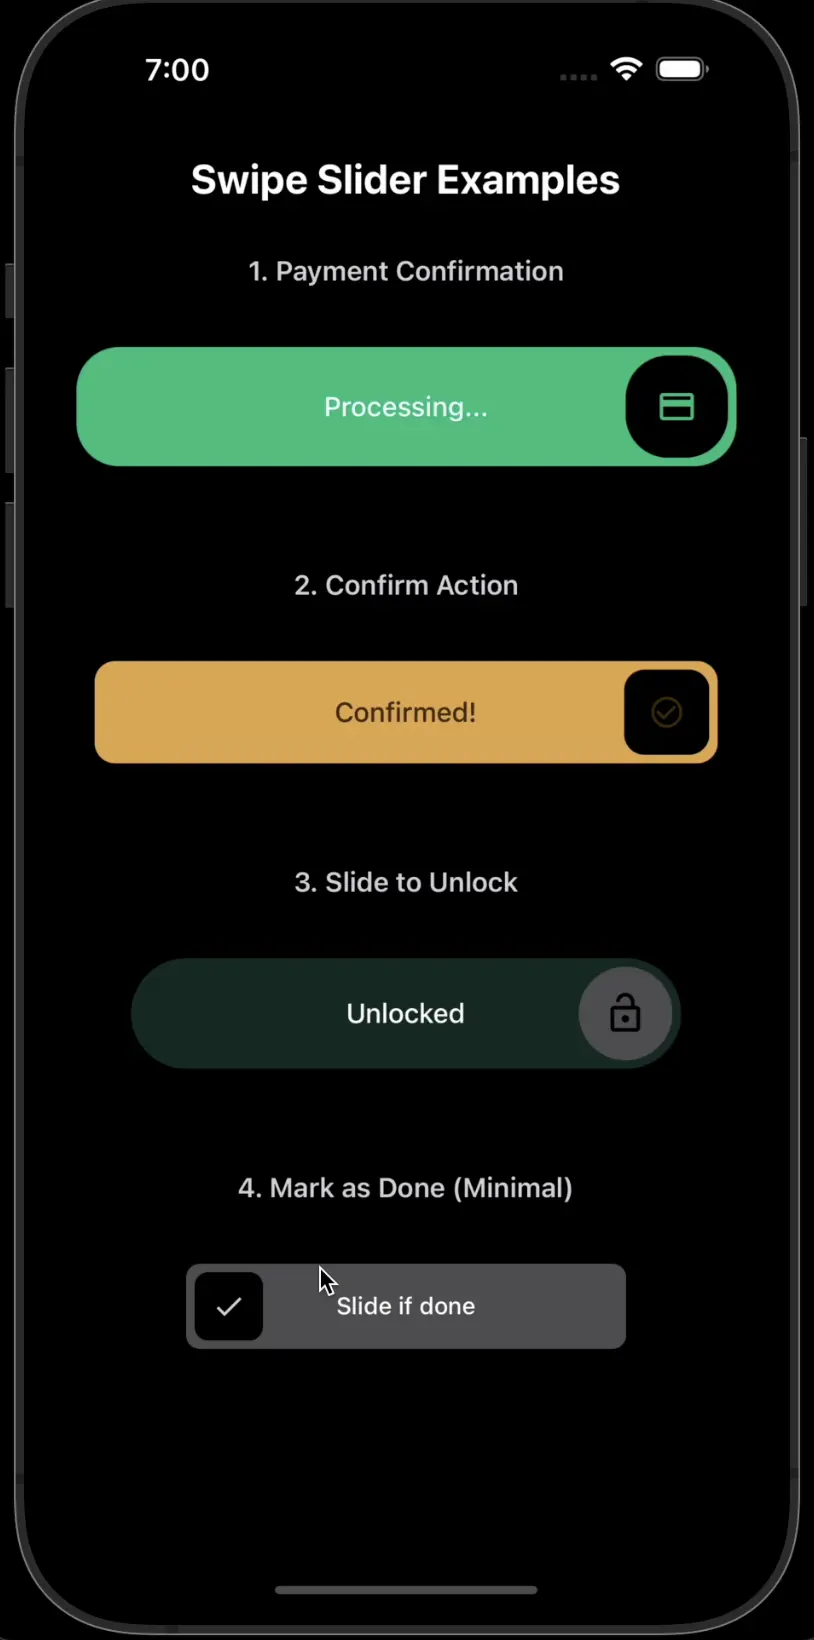 7:00
Swipe Slider Examples
1. Payment Confirmation
Processing...
2. Confirm Action
Confirmed!
3. Slide to Unlock
Unlocked
4. Mark as Done (Minimal)
Slide if done